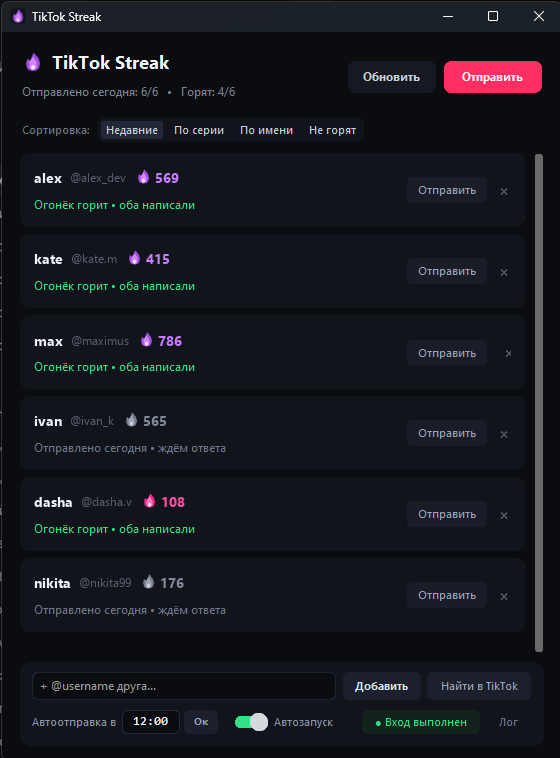 TikTok Streak
TikTok Streak
Обновить
Отправить
Отправлено сегодня: 6/6 • Горят: 4/6
Сортировка: Недавние По серии По имени Не горят
alex @alex_dev 569
Огонёк горит • оба написали
Отправить ×
kate @kate.m 415
Огонёк горит • оба написали
Отправить ×
max @maximus 786
Огонёк горит • оба написали
Отправить ×
ivan @ivan_k 565
Отправлено сегодня • ждём ответа
Отправить ×
dasha @dasha.v 108
Огонёк горит • оба написали
Отправить ×
nikita @nikita99 176
Отправлено сегодня • ждём ответа
Отправить ×
+ @username друга... Добавить Найти в TikTok
Автоотправка в 12:00 Ок Автозапуск ● Вход выполнен Лог